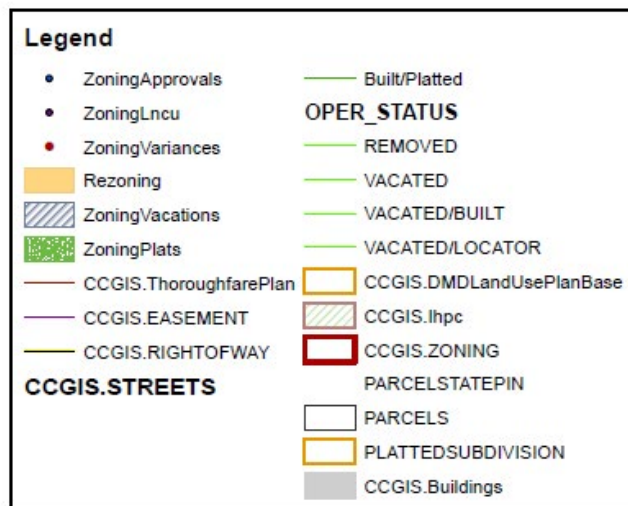 Legend
ZoningApprovals
ZoningLncu
ZoningVariances
Rezoning
ZoningVacations
ZoningPlats
CCGIS.ThoroughfarePlan
CCGIS.EASEMENT
CCGIS.RIGHTOFWAY
CCGIS.STREETS
Built/Platted
OPER_STATUS
REMOVED
VACATED
VACATED/BUILT
VACATED/LOCATOR
CCGIS.DMDLandUsePlanBase
CCGIS.Ihpc
CCGIS.ZONING
PARCELSTATEPIN
PARCELS
PLATTEDSUBDIVISION
CCGIS.Buildings